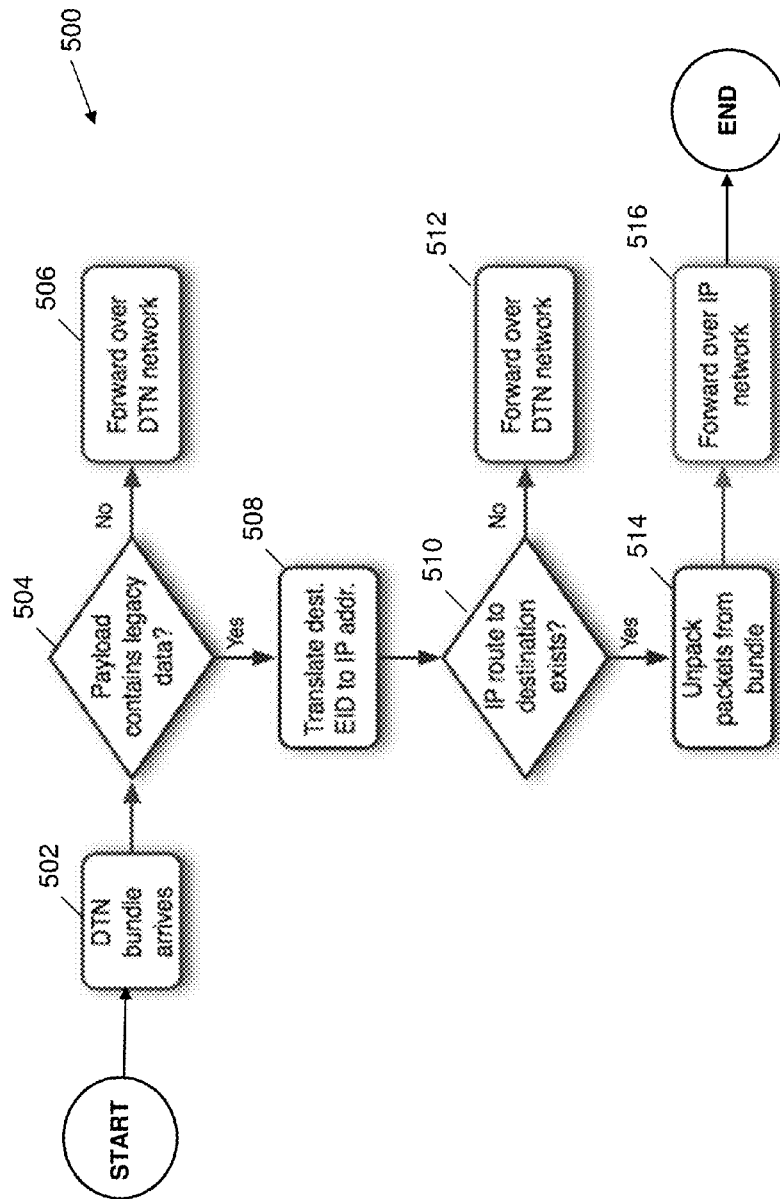 500
START
502
DTN
bundle
arrives
504
Payload
contains legacy
data?
No
506
Forward over
DTN network
Yes
508
Translate dest.
EID to IP addr.
510
IP route to
destination
exists?
No
512
Forward over
DTN network
Yes
514
Unpack
packets from
bundle
516
Forward over IP
network
END